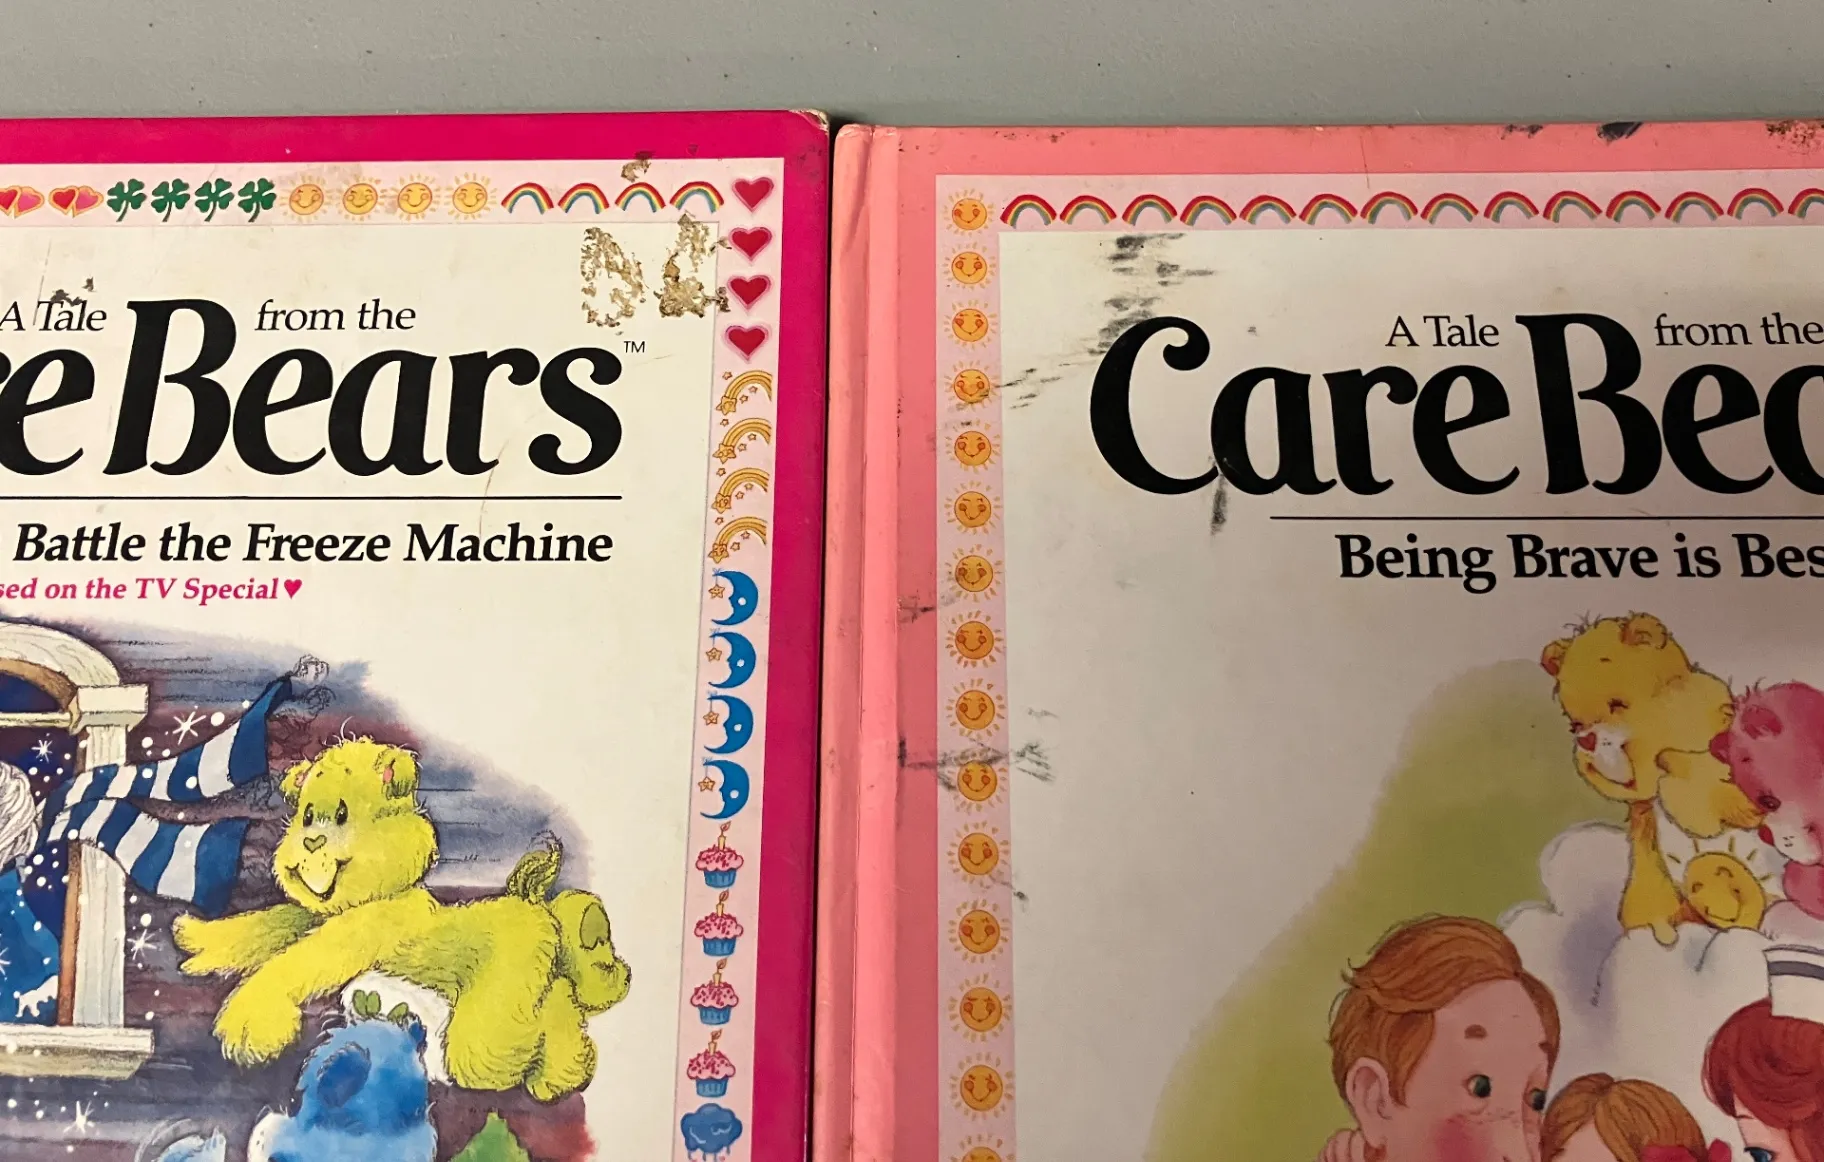 A Tale from the
re Bears™
Battle the Freeze Machine
sed on the TV Special♥
A Tale from the
Care Bea
Being Brave is Bes